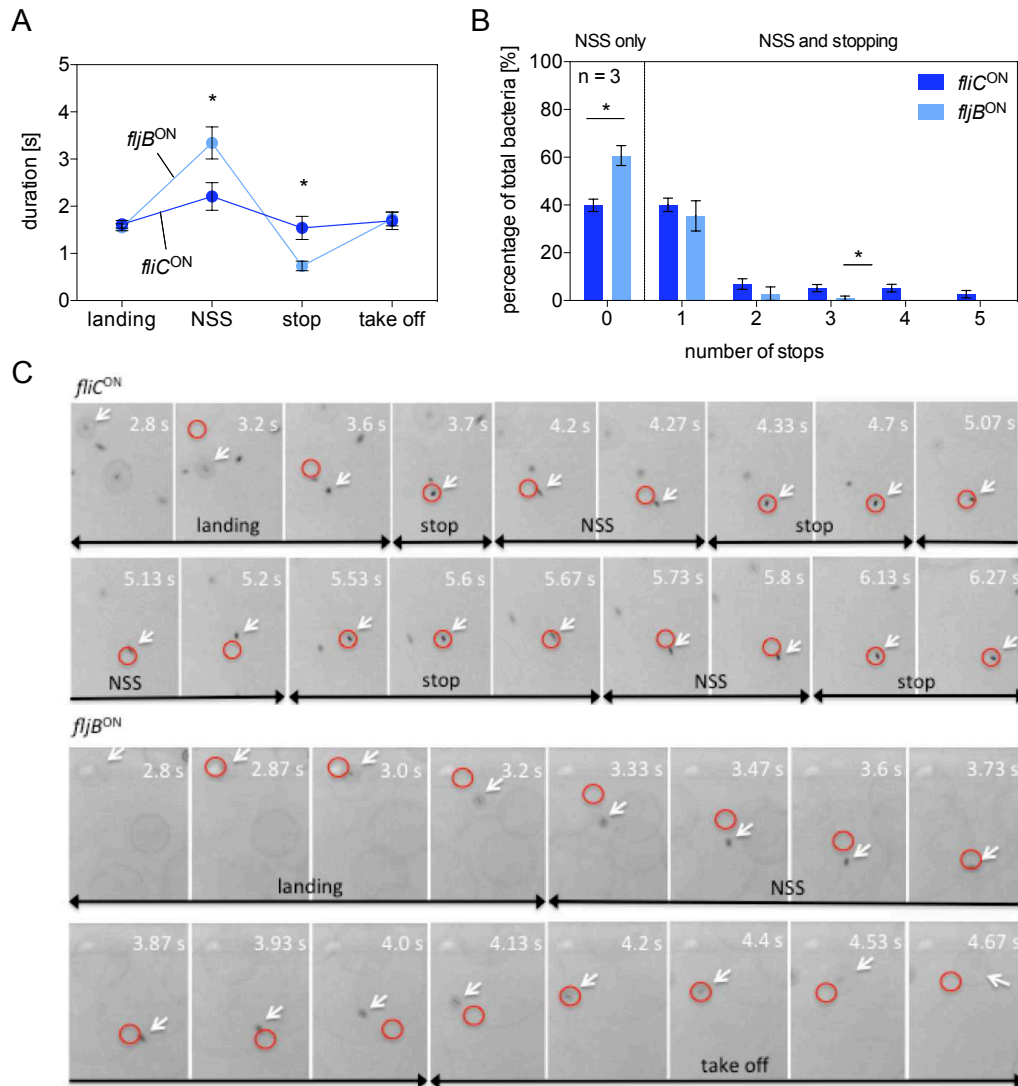 A
duration [s]
5
4
3
2
1
0
*
*
fljB^ON
fliC^ON
landing NSS stop take off
B
NSS only NSS and stopping
percentage of total bacteria [%]
100
80
60
40
20
0
n = 3
*
*
fliC^ON
fljB^ON
0 1 2 3 4 5
number of stops
C
fliC^ON
2.8 s 3.2 s 3.6 s 3.7 s 4.2 s 4.27 s 4.33 s 4.7 s 5.07 s
landing stop NSS stop
5.13 s 5.2 s 5.53 s 5.6 s 5.67 s 5.73 s 5.8 s 6.13 s 6.27 s
NSS stop NSS stop
fljB^ON
2.8 s 2.87 s 3.0 s 3.2 s 3.33 s 3.47 s 3.6 s 3.73 s
landing NSS
3.87 s 3.93 s 4.0 s 4.13 s 4.2 s 4.4 s 4.53 s 4.67 s
take off